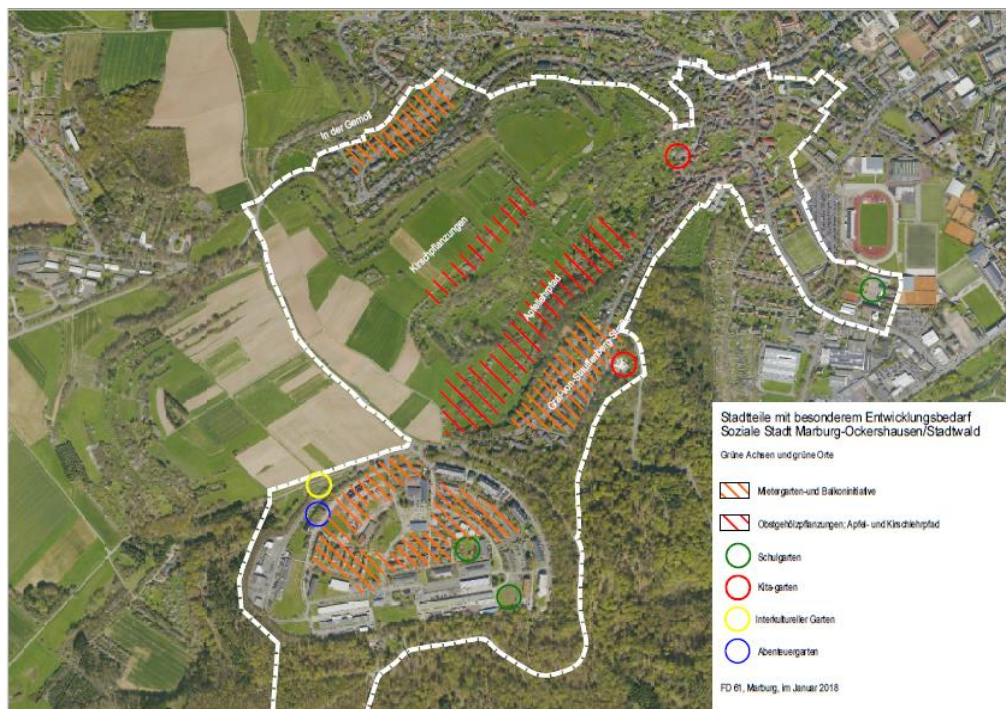 In der Gemoll
Kirschpflanzungen
Apfellehrpfad
Graf-von-Stauffenberg-Straße
Stadtteile mit besonderem Entwicklungsbedarf
Soziale Stadt Marburg-Ockershausen/Stadtwald
Grüne Achsen und grüne Orte
Mietergarten-und Balkoninitiative
Obstgehölzpflanzungen; Apfel- und Kirschlehrpfad
Schulgarten
Kita-garten
Interkultureller Garten
Abenteuergarten
FD 61, Marburg, im Januar 2018